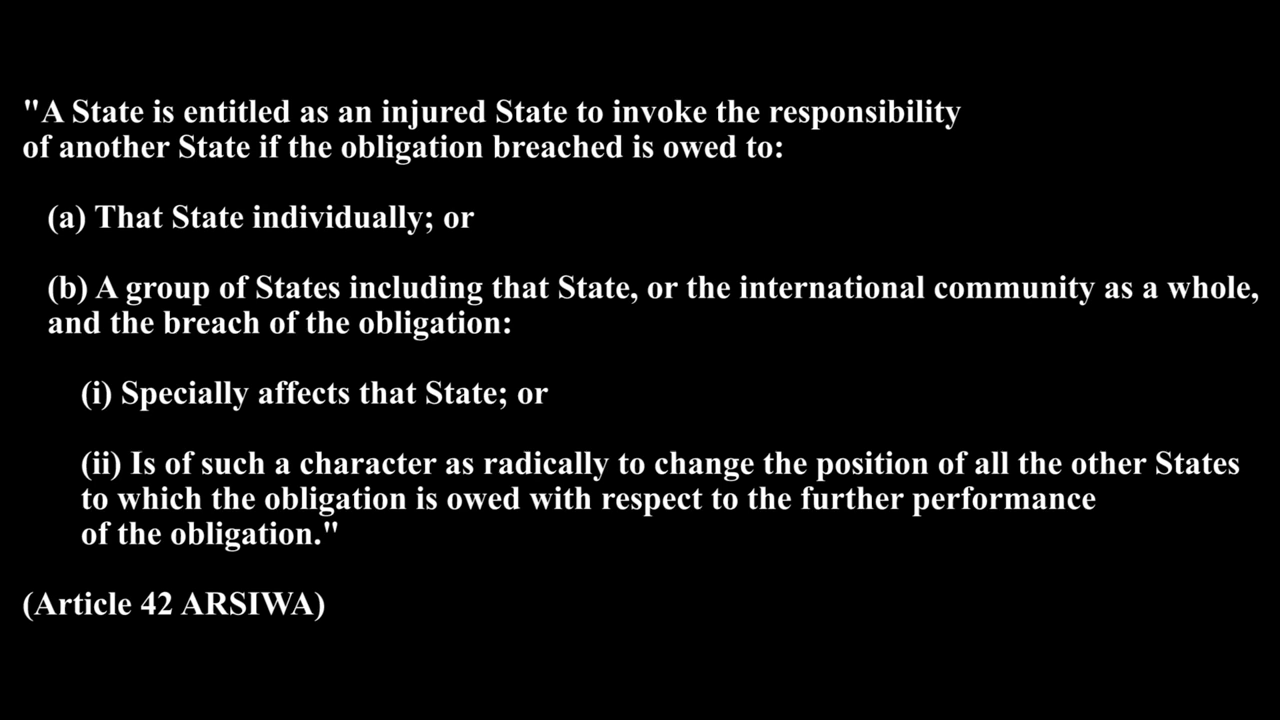 "A State is entitled as an injured State to invoke the responsibility
of another State if the obligation breached is owed to:
(a) That State individually; or
(b) A group of States including that State, or the international community as a whole,
and the breach of the obligation:
(i) Specially affects that State; or
(ii) Is of such a character as radically to change the position of all the other States
to which the obligation is owed with respect to the further performance
of the obligation."
(Article 42 ARSIWA)